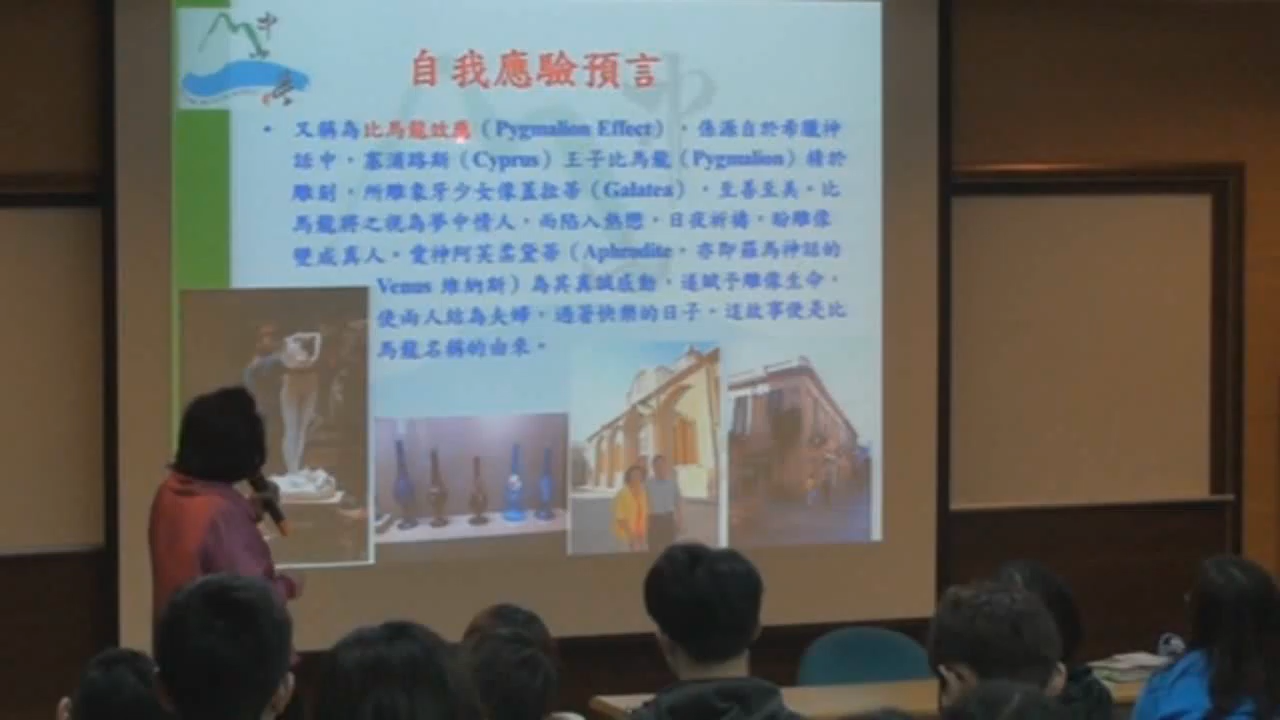 中
自我應驗預言
• 又稱為比馬龍效應（Pygmalion Effect），係源自於希臘神
話中，塞浦路斯（Cyprus）王子比馬龍（Pygmalion）精於
雕刻，所雕象牙少女像蓋拉蒂（Galatea），至善至美。比
馬龍將之視為夢中情人，而陷入熱戀，日夜祈禱，盼雕像
變成真人。愛神阿芙柔黛蒂（Aphrodite，亦即羅馬神話的
Venus 維納斯）為其真誠感動，遂賦予雕像生命，
使兩人結為夫婦，過著快樂的日子。這故事便是比
馬龍名稱的由來。